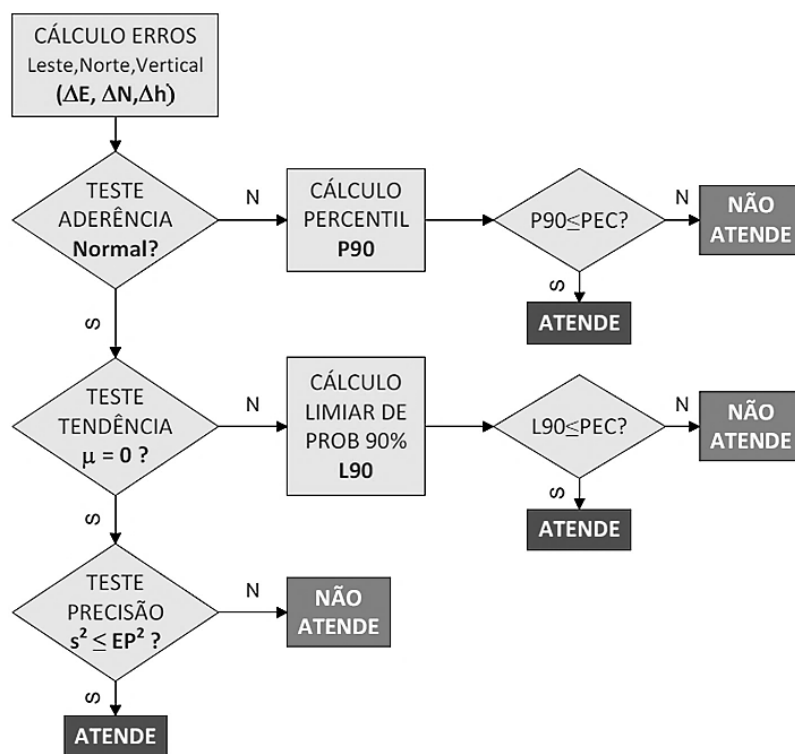 CÁLCULO ERROS
Leste,Norte,Vertical
(ΔE, ΔN,Δh)
TESTE
ADERÊNCIA
Normal?
N
CÁLCULO
PERCENTIL
P90
P90≤PEC?
N
NÃO
ATENDE
S
ATENDE
S
TESTE
TENDÊNCIA
μ = 0 ?
N
CÁLCULO
LIMIAR DE
PROB 90%
L90
L90≤PEC?
N
NÃO
ATENDE
S
ATENDE
S
TESTE
PRECISÃO
s² ≤ EP² ?
N
NÃO
ATENDE
S
ATENDE